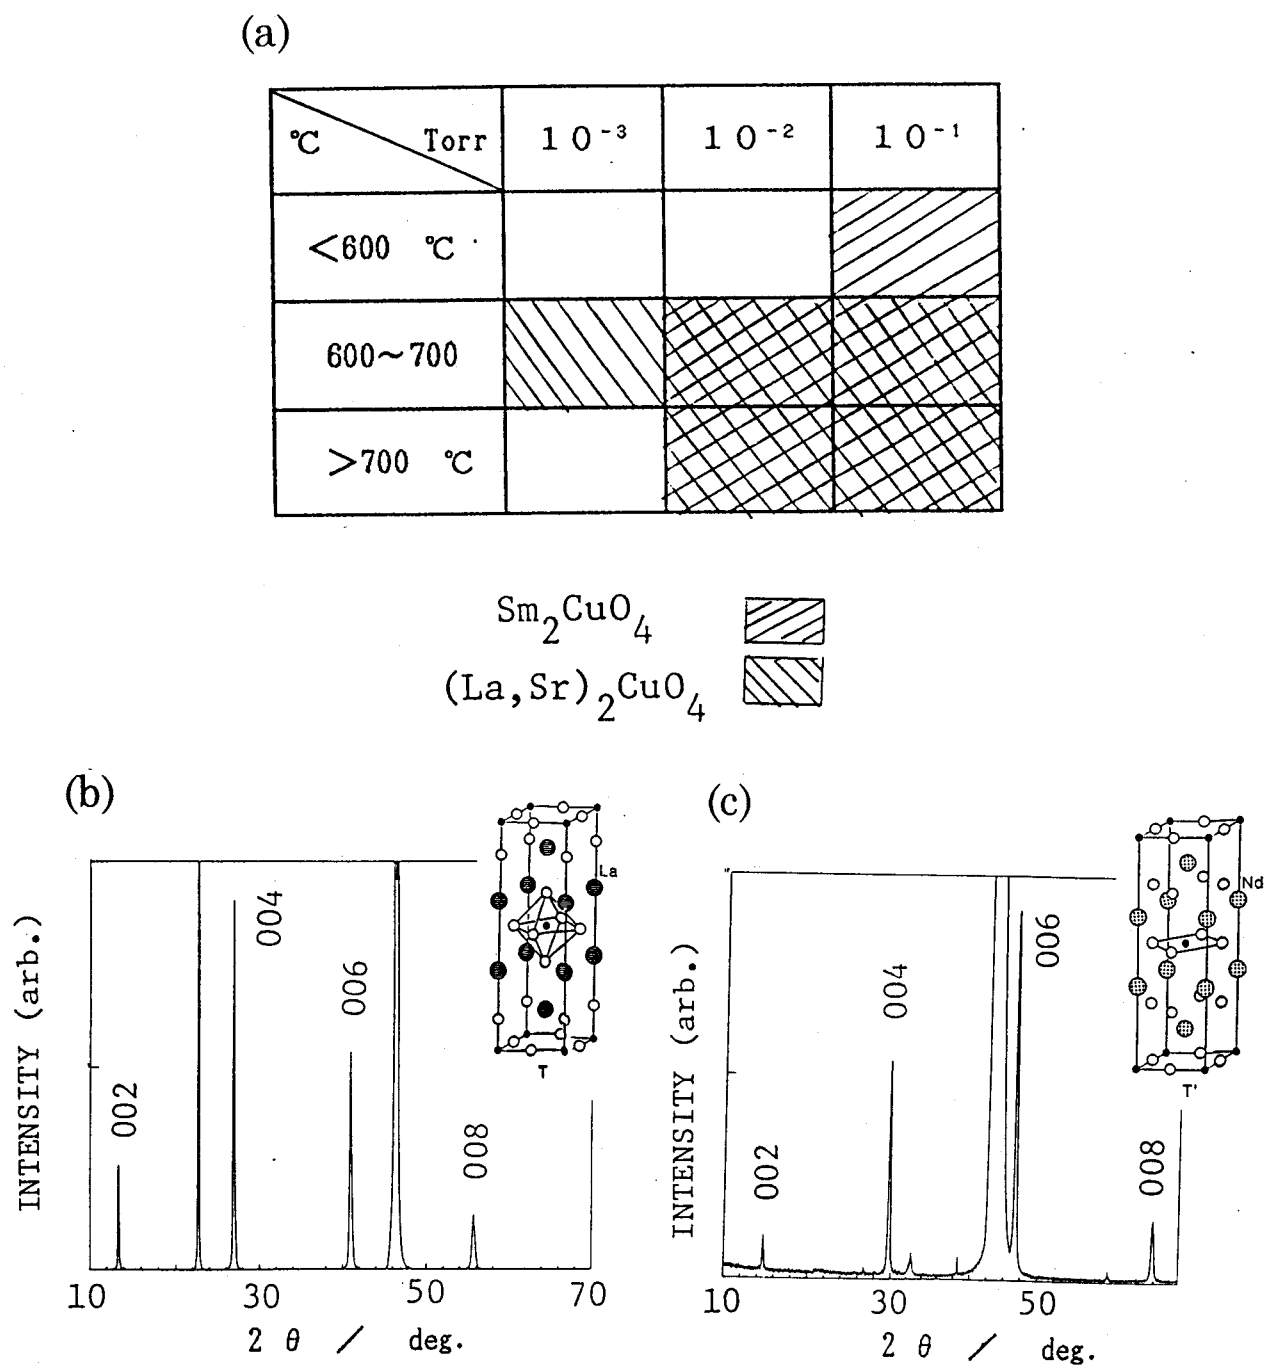 (a)
℃ Torr 10⁻³ 10⁻² 10⁻¹
<600 ℃
600~700
>700 ℃
Sm₂CuO₄
(La,Sr)₂CuO₄
(b)
INTENSITY (arb.)
002
004
006
008
La
T
10 30 50 70
2 θ / deg.
(c)
INTENSITY (arb.)
002
004
006
008
Nd
T'
10 30 50
2 θ / deg.